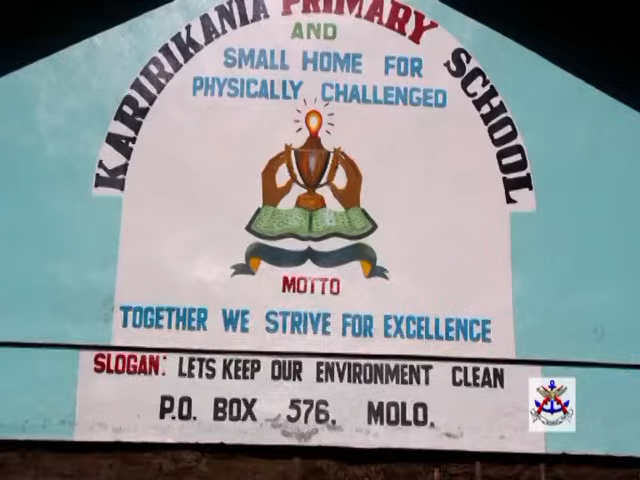 KARIRIKANIA PRIMARY SCHOOL
AND
SMALL HOME FOR
PHYSICALLY CHALLENGED
MOTTO
TOGETHER WE STRIVE FOR EXCELLENCE
SLOGAN: LETS KEEP OUR ENVIRONMENT CLEAN
P.O. BOX 576, MOLO.